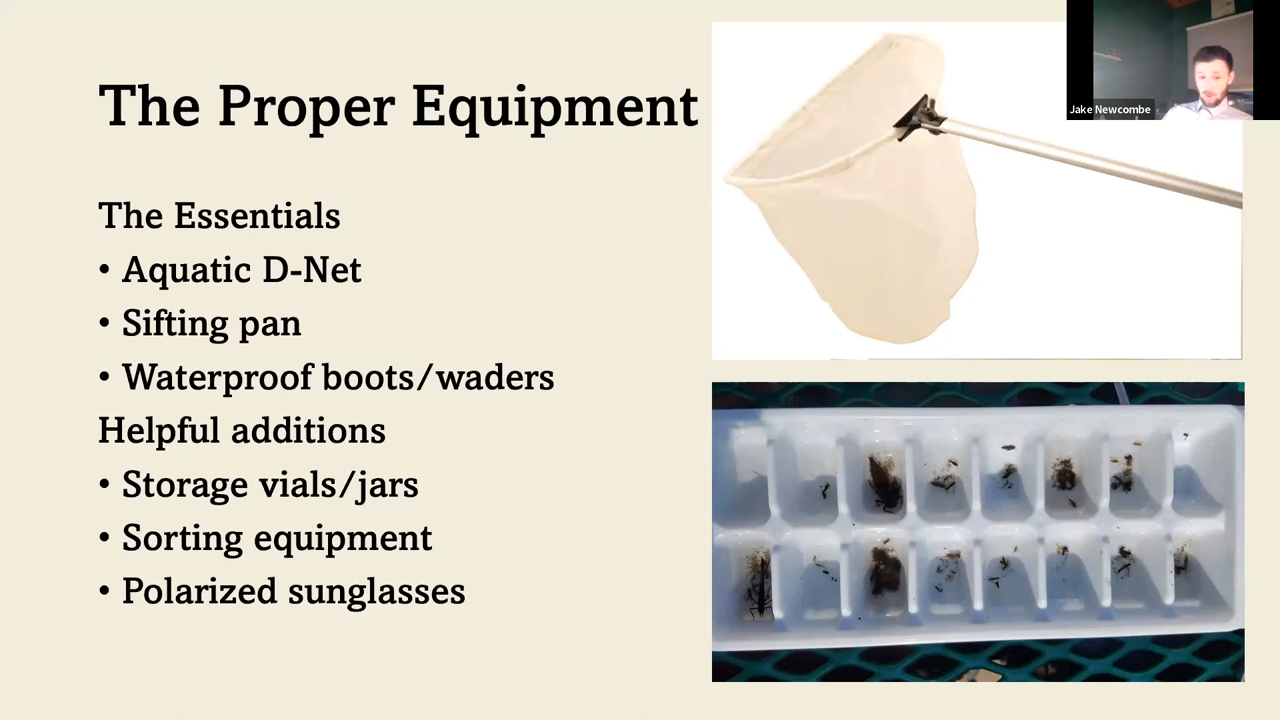 The Proper Equipment
The Essentials
• Aquatic D-Net
• Sifting pan
• Waterproof boots/waders
Helpful additions
• Storage vials/jars
• Sorting equipment
• Polarized sunglasses
Jake Newcombe